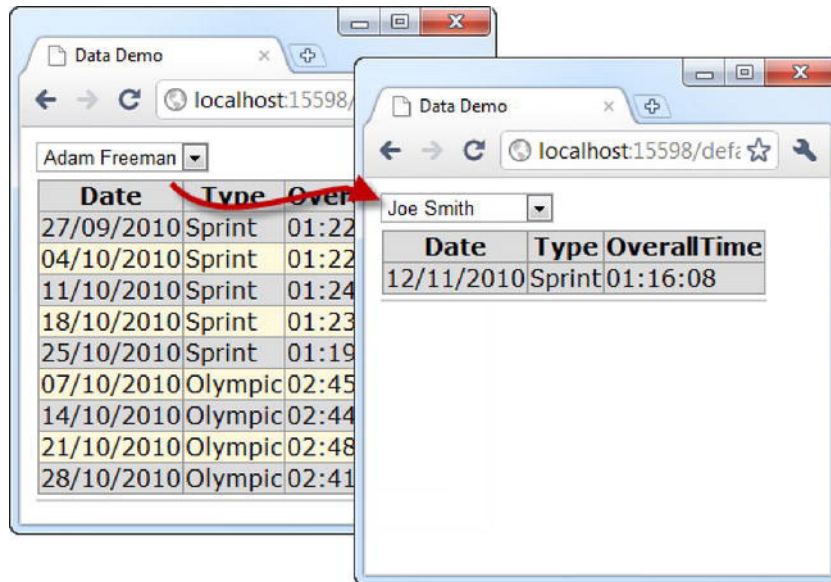 Data Demo
localhost:15598/
Adam Freeman
Date Type Over
27/09/2010 Sprint 01:22
04/10/2010 Sprint 01:22
11/10/2010 Sprint 01:24
18/10/2010 Sprint 01:23
25/10/2010 Sprint 01:19
07/10/2010 Olympic 02:45
14/10/2010 Olympic 02:44
21/10/2010 Olympic 02:48
28/10/2010 Olympic 02:41
Data Demo
localhost:15598/defa
Joe Smith
Date Type OverallTime
12/11/2010 Sprint 01:16:08